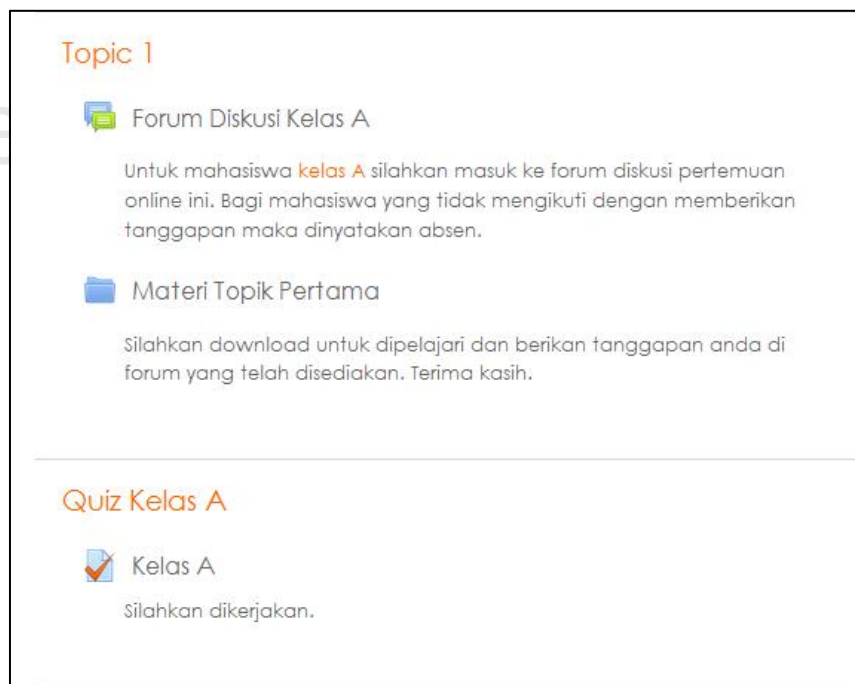 Topic 1
Forum Diskusi Kelas A
Untuk mahasiswa kelas A silahkan masuk ke forum diskusi pertemuan
online ini. Bagi mahasiswa yang tidak mengikuti dengan memberikan
tanggapan maka dinyatakan absen.
Materi Topik Pertama
Silahkan download untuk dipelajari dan berikan tanggapan anda di
forum yang telah disediakan. Terima kasih.
Quiz Kelas A
Kelas A
Silahkan dikerjakan.